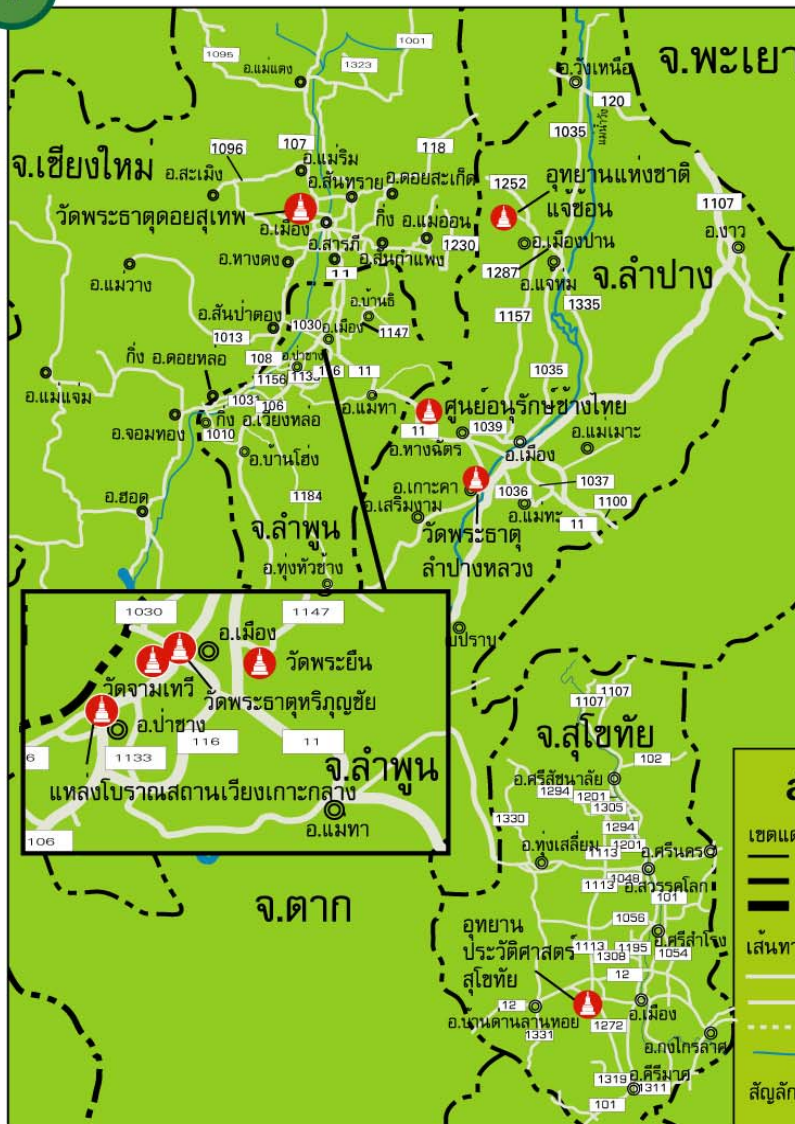 1095
1001
1323
อ.แม่แตง
อ.วังเหนือ
จ.พะเยา
120
แม่น้ำวัง
1035
107
118
1096
อ.แม่ริม
จ.เชียงใหม่
อ.สะเมิง
อ.สันทราย
อ.ดอยสะเก็ด
1252
อุทยานแห่งชาติ
แจ้ซ้อน
1107
วัดพระธาตุดอยสุเทพ
อ.เมือง
กิ่ง
อ.แม่ออน
อ.งาว
อ.สารภี
1230
อ.เมืองปาน
อ.หางดง
อ.สันกำแพง
1287
จ.ลำปาง
อ.แม่วาง
11
อ.แจ้ห่ม
1335
อ.สันป่าตอง
อ.บ้านธิ
1157
1030
อ.เมือง
1147
1013
กิ่ง อ.ดอยหล่อ
108
อ.ป่าซาง
1156
1133
116
11
1035
อ.แม่แจ่ม
1031
106
อ.แม่ทา
ศูนย์อนุรักษ์ช้างไทย
อ.จอมทอง
กิ่ง อ.เวียงหล่อ
1010
11
1039
อ.เมือง
อ.แม่เมาะ
อ.หางฉัตร
อ.บ้านโฮ่ง
อ.เกาะคา
1037
1036
อ.ฮอด
1184
อ.เสริมงาม
อ.แม่ทะ
1100
11
จ.ลำพูน
วัดพระธาตุ
ลำปางหลวง
อ.ทุ่งหัวช้าง
1030
1147
อ.เมือง
วัดพระยืน
บปราบ
วัดจามเทวี
วัดพระธาตุหริภุญชัย
อ.ป่าซาง
116
11
6
1133
จ.ลำพูน
แหล่งโบราณสถานเวียงเกาะกลาง
อ.แม่ทา
106
1107
1107
จ.สุโขทัย
102
อ.ศรีสัชนาลัย
1294
1201
1305
1330
1294
อ.ทุ่งเสลี่ยม
1201
1113
อ.ศรีนคร
1048
1113
อ.สวรรคโลก
101
จ.ตาก
อุทยาน
ประวัติศาสตร์
สุโขทัย
1056
อ.ศรีสำโรง
1113
1195
1308
1054
12
12
อ.เมือง
อ.บ้านด่านลานหอย
1272
1331
อ.กงไกรลาศ
อ.คีรีมาศ
1319
1311
101
เขตแด
เส้นทา
สัญลัก